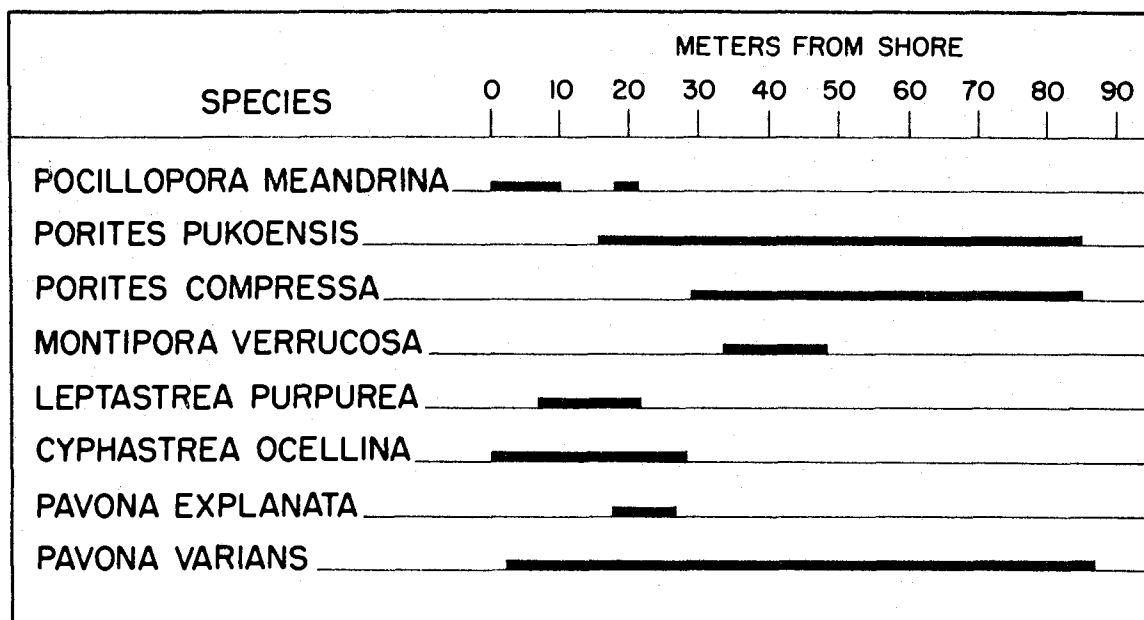 METERS FROM SHORE
SPECIES 0 10 20 30 40 50 60 70 80 90
POCILLOPORA MEANDRINA
PORITES PUKOENSIS
PORITES COMPRESSA
MONTIPORA VERRUCOSA
LEPTASTREA PURPUREA
CYPHASTREA OCELLINA
PAVONA EXPLANATA
PAVONA VARIANS